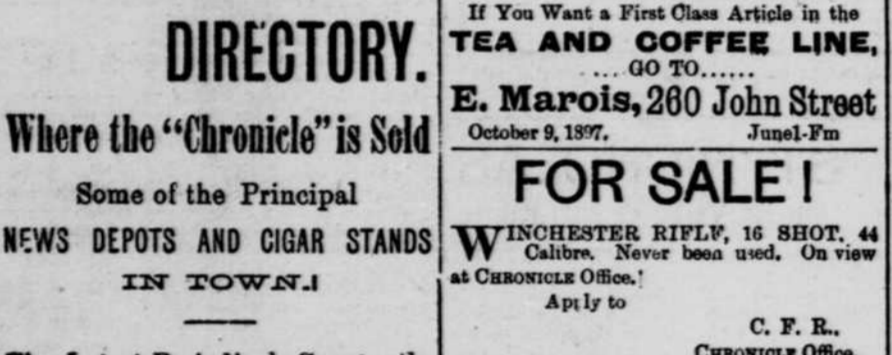 DIRECTORY.
Where the "Chronicle" is Sold
Some of the Principal
NEWS DEPOTS AND CIGAR STANDS
IN TOWN.
If You Want a First Class Article in the
TEA AND COFFEE LINE,
.... GO TO......
E. Marois, 260 John Street
October 9, 1897. June1-Fm
FOR SALE!
WINCHESTER RIFLE, 16 SHOT. 44
Calibre. Never been used. On view
at CHRONICLE Office.
Apply to
C. F. R.,
CHRONICLE Office.